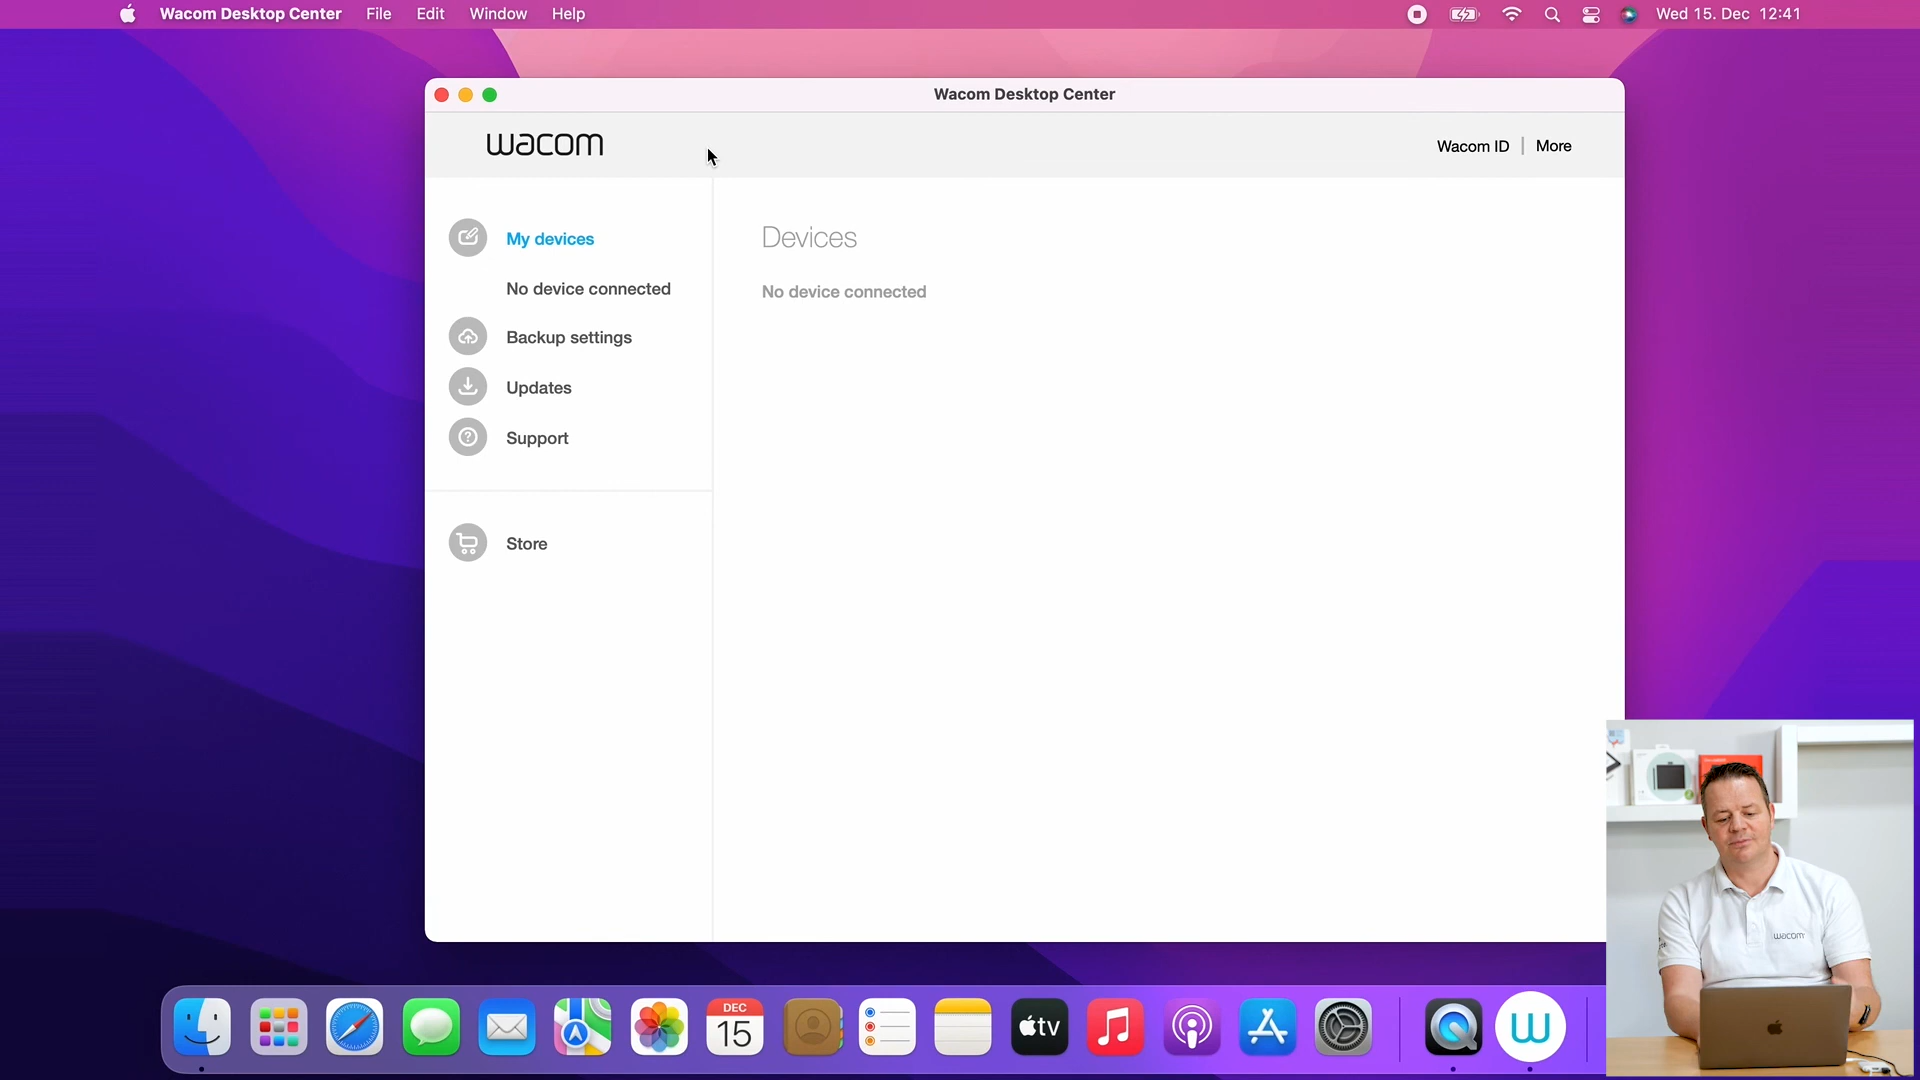 Wacom Desktop Center File Edit Window Help Wed 15. Dec 12:41
Wacom Desktop Center
wacom
Wacom ID | More
My devices
No device connected
Backup settings
Updates
Support
Store
Devices
No device connected
DEC
15
tv
W
wacom